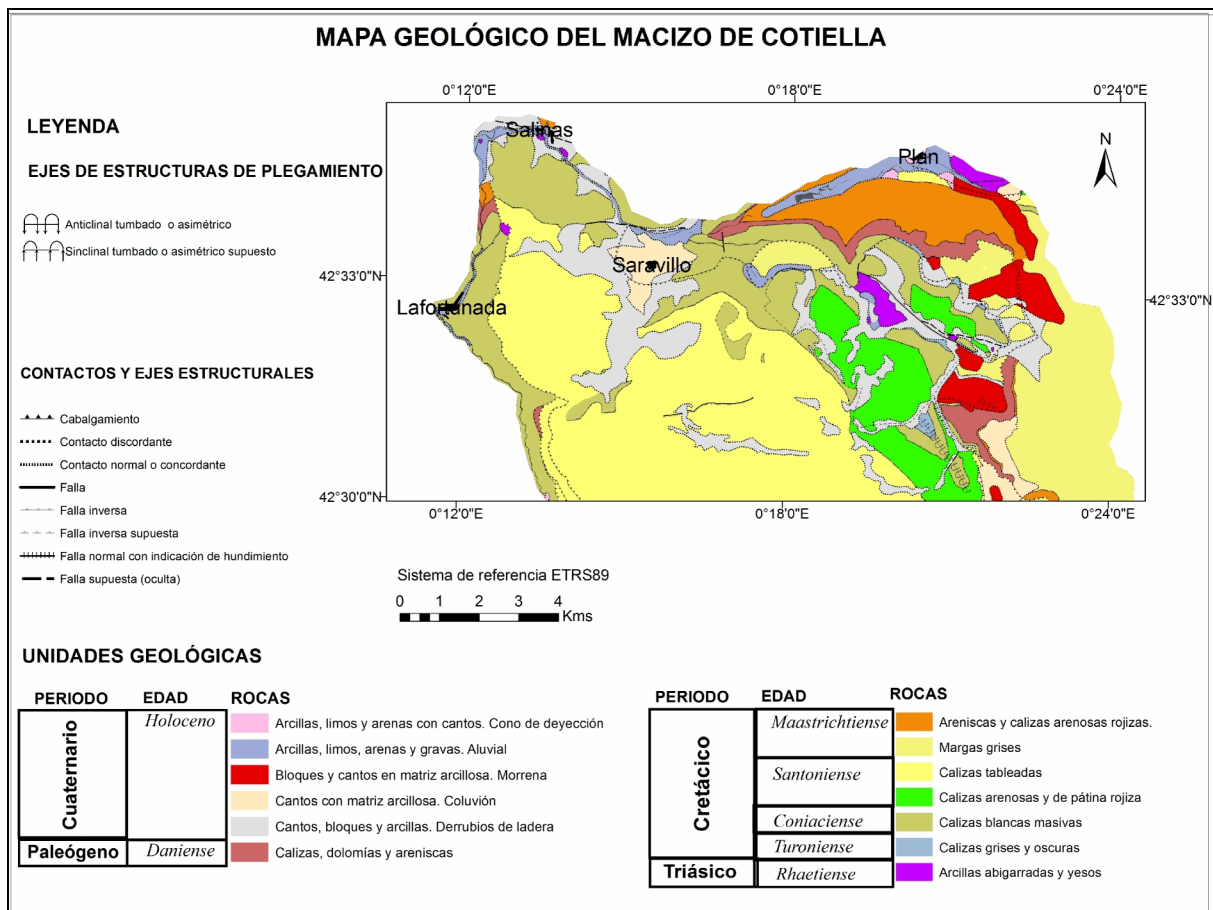 MAPA GEOLÓGICO DEL MACIZO DE COTIELLA
LEYENDA
EJES DE ESTRUCTURAS DE PLEGAMIENTO
Anticlinal tumbado o asimétrico
Sinclinal tumbado o asimétrico supuesto
CONTACTOS Y EJES ESTRUCTURALES
Cabalgamiento
Contacto discordante
Contacto normal o concordante
Falla
Falla inversa
Falla inversa supuesta
Falla normal con indicación de hundimiento
Falla supuesta (oculta)
0°12'0"E 0°18'0"E 0°24'0"E
N
Salinas
Plan
Saravillo
Lafortunada
42°33'0"N 42°33'0"N
42°30'0"N 42°30'0"N
0°12'0"E 0°18'0"E 0°24'0"E
Sistema de referencia ETRS89
0 1 2 3 4
Kms
UNIDADES GEOLÓGICAS
PERIODO EDAD ROCAS
Cuaternario
Holoceno
Arcillas, limos y arenas con cantos. Cono de deyección
Arcillas, limos, arenas y gravas. Aluvial
Bloques y cantos en matriz arcillosa. Morrena
Cantos con matriz arcillosa. Coluvión
Cantos, bloques y arcillas. Derrubios de ladera
Paleógeno Daniense Calizas, dolomías y areniscas
PERIODO EDAD ROCAS
Cretácico
Maastrichtiense
Areniscas y calizas arenosas rojizas.
Margas grises
Santoniense
Calizas tableadas
Calizas arenosas y de pátina rojiza
Coniaciense
Calizas blancas masivas
Turoniense
Calizas grises y oscuras
Triásico Rhaetiense Arcillas abigarradas y yesos